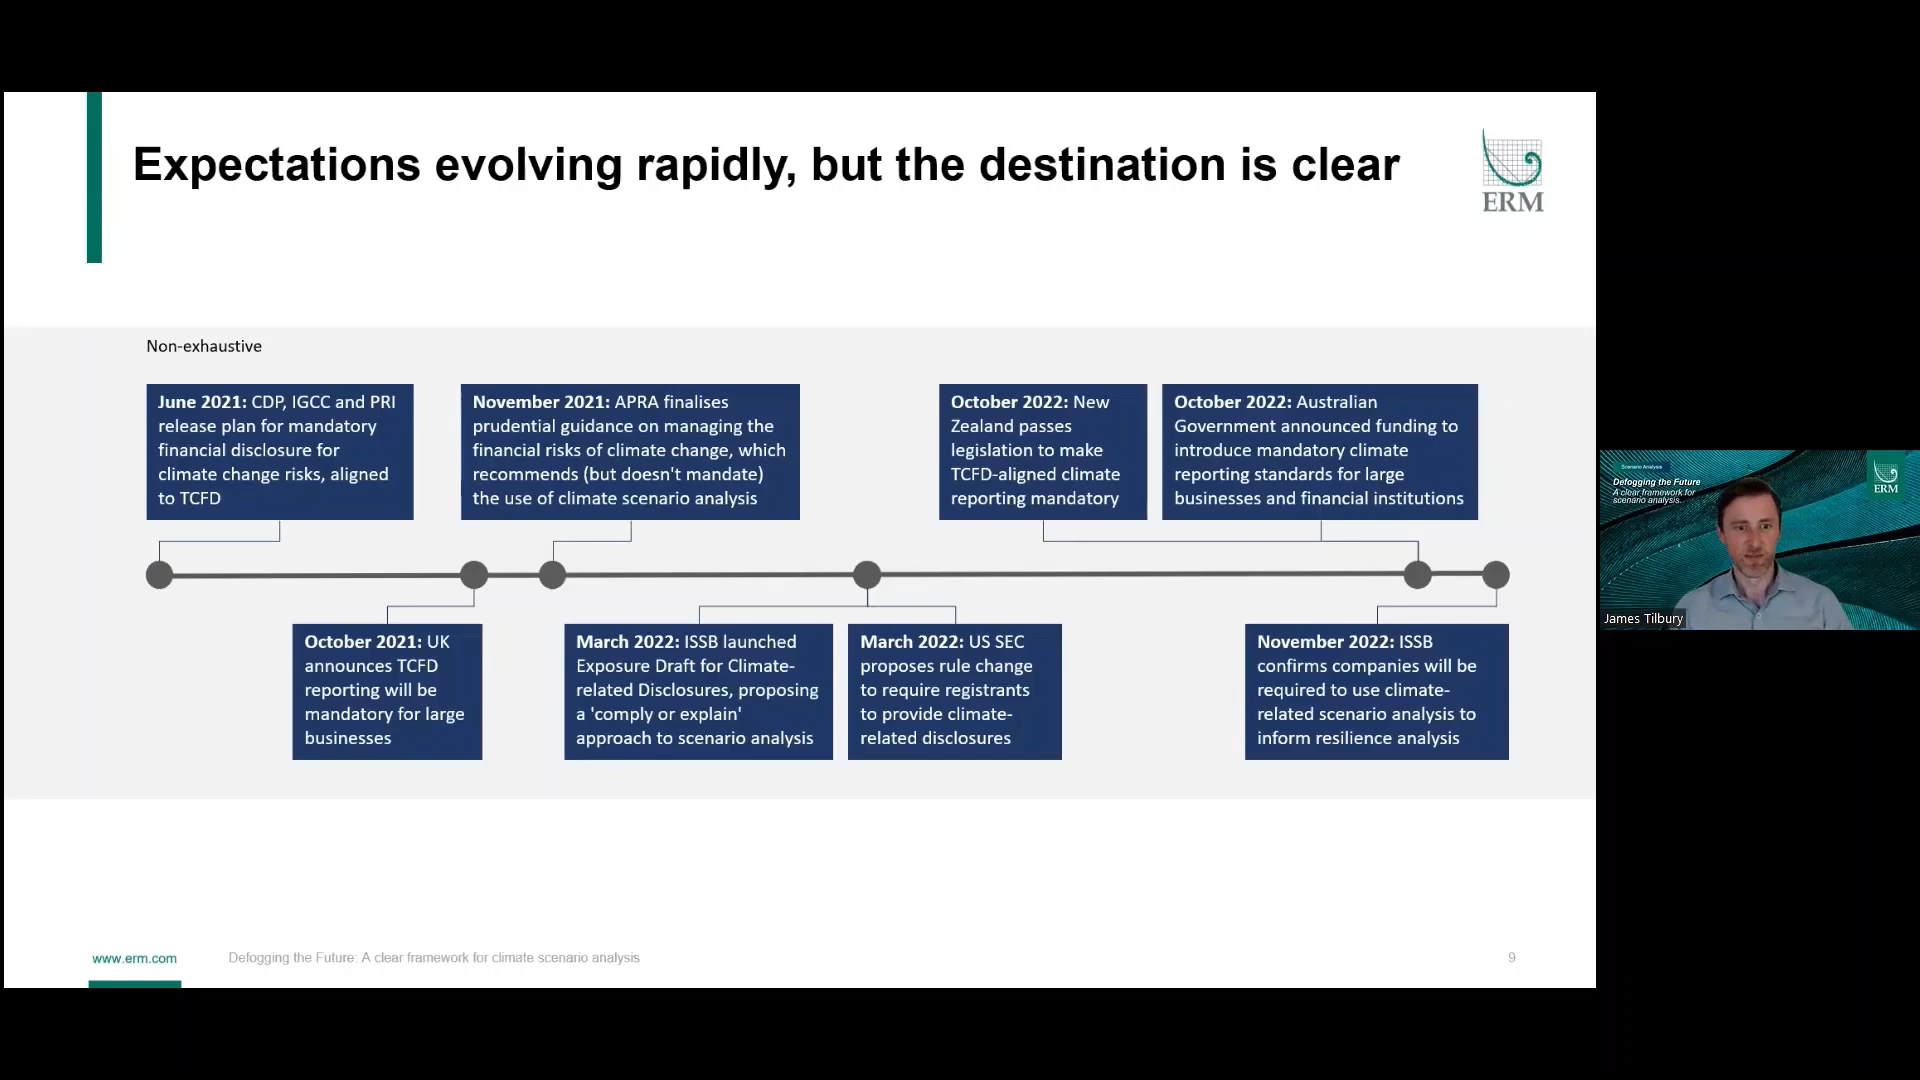 Expectations evolving rapidly, but the destination is clear
ERM
Non-exhaustive
June 2021: CDP, IGCC and PRI
release plan for mandatory
financial disclosure for
climate change risks, aligned
to TCFD
November 2021: APRA finalises
prudential guidance on managing the
financial risks of climate change, which
recommends (but doesn't mandate)
the use of climate scenario analysis
October 2022: New
Zealand passes
legislation to make
TCFD-aligned climate
reporting mandatory
October 2022: Australian
Government announced funding to
introduce mandatory climate
reporting standards for large
businesses and financial institutions
October 2021: UK
announces TCFD
reporting will be
mandatory for large
businesses
March 2022: ISSB launched
Exposure Draft for Climate-
related Disclosures, proposing
a 'comply or explain'
approach to scenario analysis
March 2022: US SEC
proposes rule change
to require registrants
to provide climate-
related disclosures
November 2022: ISSB
confirms companies will be
required to use climate-
related scenario analysis to
inform resilience analysis
www.erm.com
Defogging the Future: A clear framework for climate scenario analysis
9
Scenario Analysis
Defogging the Future
A clear framework for
scenario analysis.
ERM
James Tilbury